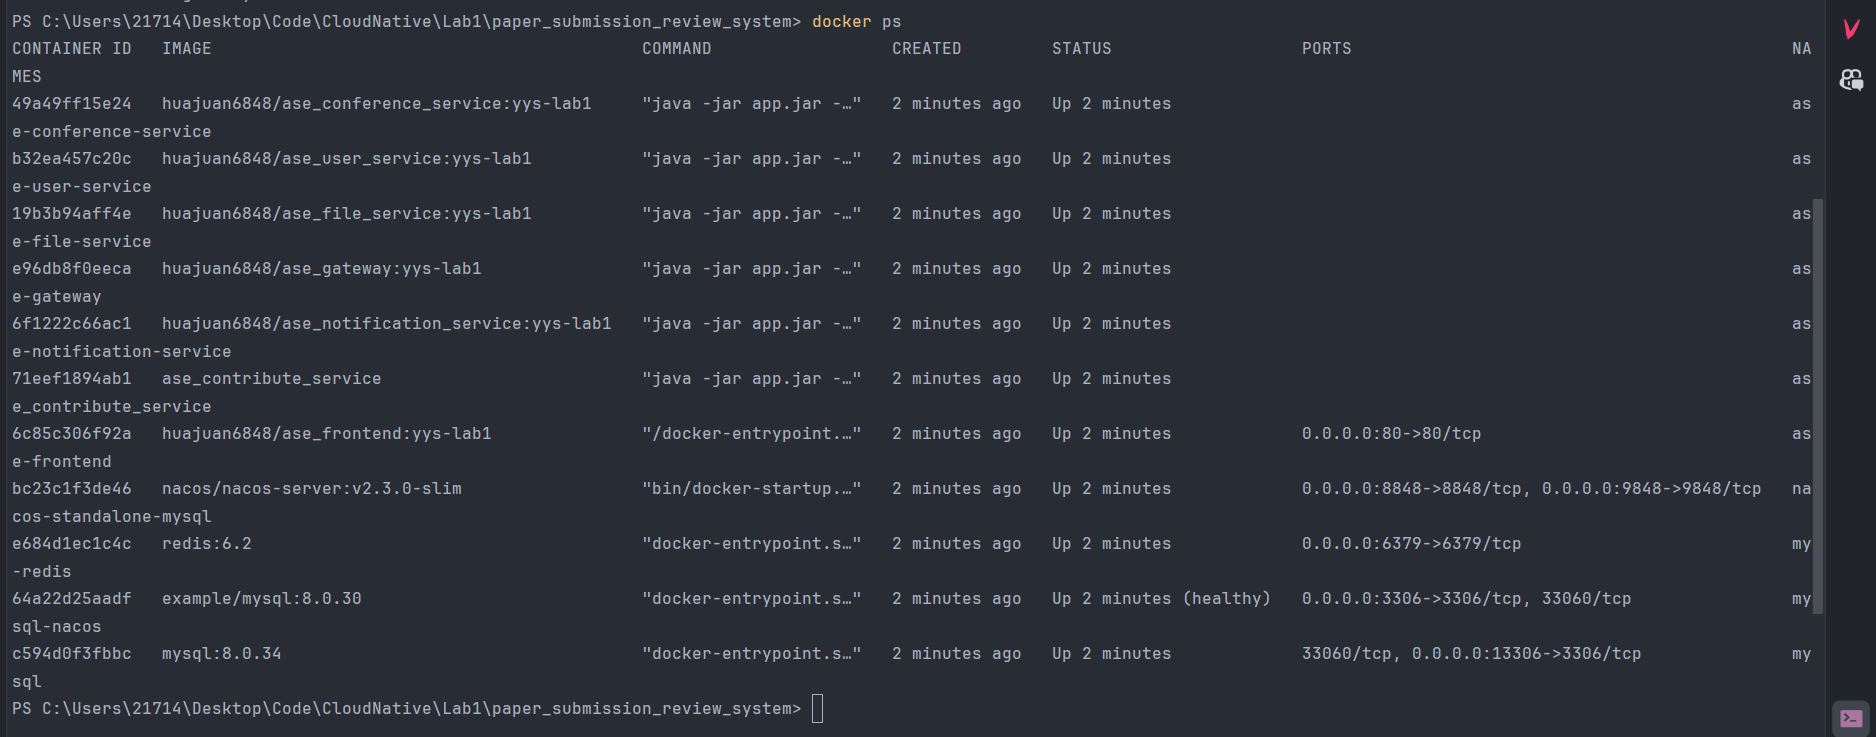 PS C:\Users\21714\Desktop\Code\CloudNative\Lab1\paper_submission_review_system> docker ps
CONTAINER ID   IMAGE                                           COMMAND                  CREATED         STATUS                   PORTS                                            NA
MES
49a49ff15e24   huajuan6848/ase_conference_service:yys-lab1     "java -jar app.jar -…"   2 minutes ago   Up 2 minutes                                                              as
e-conference-service
b32ea457c20c   huajuan6848/ase_user_service:yys-lab1           "java -jar app.jar -…"   2 minutes ago   Up 2 minutes                                                              as
e-user-service
19b3b94aff4e   huajuan6848/ase_file_service:yys-lab1           "java -jar app.jar -…"   2 minutes ago   Up 2 minutes                                                              as
e-file-service
e96db8f0eeca   huajuan6848/ase_gateway:yys-lab1                "java -jar app.jar -…"   2 minutes ago   Up 2 minutes                                                              as
e-gateway
6f1222c66ac1   huajuan6848/ase_notification_service:yys-lab1   "java -jar app.jar -…"   2 minutes ago   Up 2 minutes                                                              as
e-notification-service
71eef1894ab1   ase_contribute_service                          "java -jar app.jar -…"   2 minutes ago   Up 2 minutes                                                              as
e_contribute_service
6c85c306f92a   huajuan6848/ase_frontend:yys-lab1               "/docker-entrypoint.…"   2 minutes ago   Up 2 minutes             0.0.0.0:80->80/tcp                               as
e-frontend
bc23c1f3de46   nacos/nacos-server:v2.3.0-slim                  "bin/docker-startup.…"   2 minutes ago   Up 2 minutes             0.0.0.0:8848->8848/tcp, 0.0.0.0:9848->9848/tcp   na
cos-standalone-mysql
e684d1ec1c4c   redis:6.2                                       "docker-entrypoint.s…"   2 minutes ago   Up 2 minutes             0.0.0.0:6379->6379/tcp                           my
-redis
64a22d25aadf   example/mysql:8.0.30                            "docker-entrypoint.s…"   2 minutes ago   Up 2 minutes (healthy)   0.0.0.0:3306->3306/tcp, 33060/tcp                my
sql-nacos
c594d0f3fbbc   mysql:8.0.34                                    "docker-entrypoint.s…"   2 minutes ago   Up 2 minutes             33060/tcp, 0.0.0.0:13306->3306/tcp               my
sql
PS C:\Users\21714\Desktop\Code\CloudNative\Lab1\paper_submission_review_system>